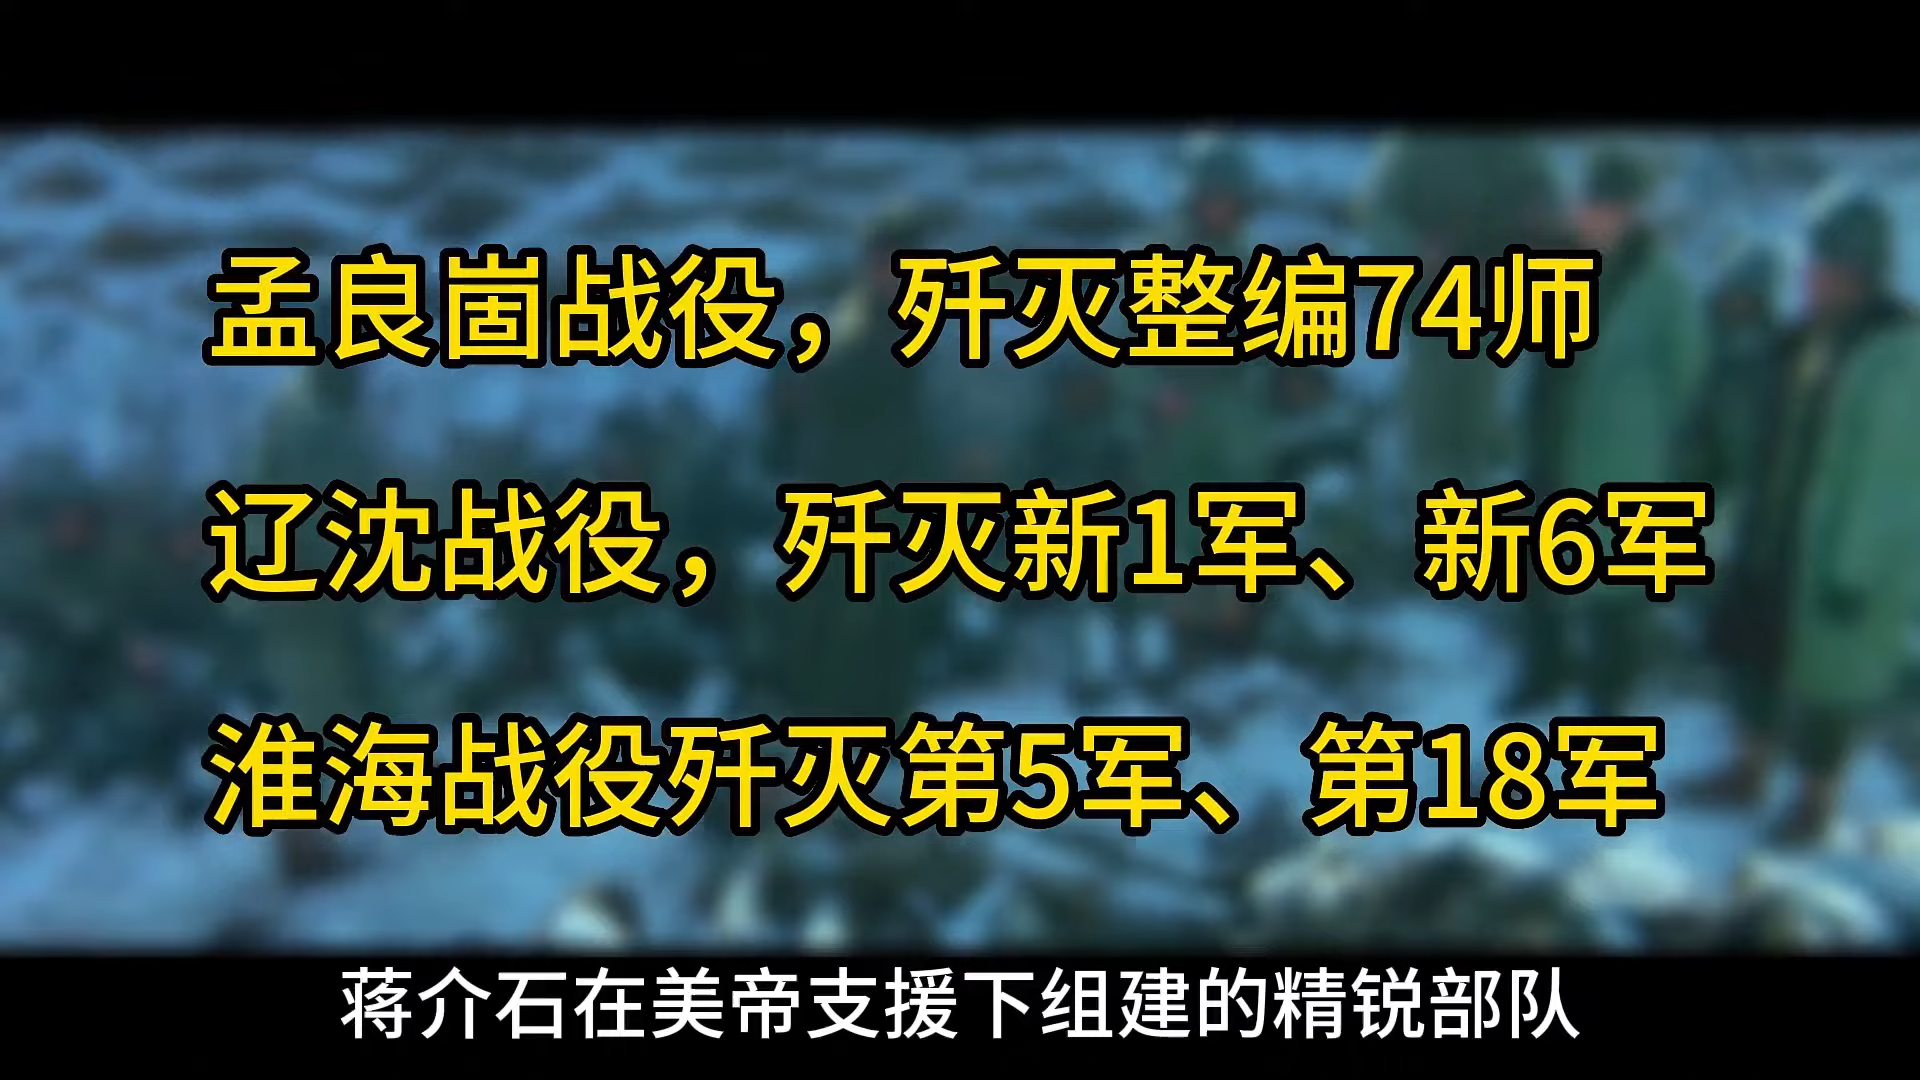 孟良崮战役，歼灭整编74师
辽沈战役，歼灭新1军、新6军
淮海战役歼灭第5军、第18军
蒋介石在美帝支援下组建的精锐部队